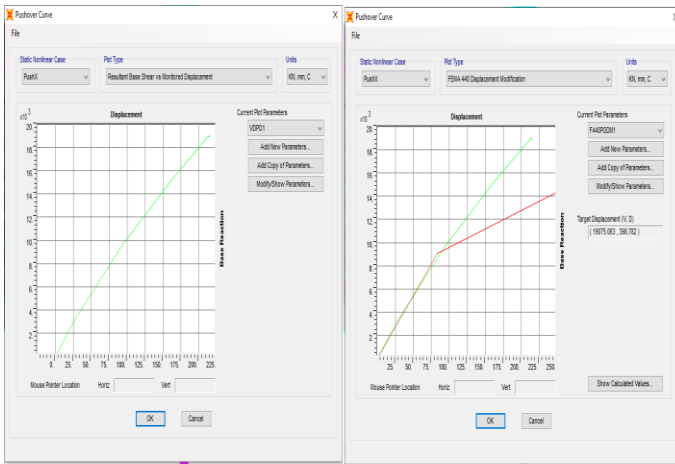 Pushover Curve
X
File
Static Nonlinear Case
PushX
Plot Type
Resultant Base Shear vs Monitored Displacement
Units
KN, mm, C
x10 3
Displacement
20.
18.
16.
14.
12.
10.
8.
6.
4.
2.
0. 25. 50. 75. 100. 125. 150. 175. 200. 225.
Base Reaction
Current Plot Parameters
VDPO1
Add New Parameters...
Add Copy of Parameters...
Modify/Show Parameters...
Mouse Pointer Location Horiz Vert
OK Cancel
Pushover Curve
File
Static Nonlinear Case
PushX
Plot Type
FEMA 440 Displacement Modification
Units
KN, mm, C
x10 3
Displacement
20.
18.
16.
14.
12.
10.
8.
6.
4.
2.
25. 50. 75. 100. 125. 150. 175. 200. 225. 250.
Base Reaction
Current Plot Parameters
F440PODM1
Add New Parameters...
Add Copy of Parameters...
Modify/Show Parameters...
Target Displacement (V, D)
( 19075.063 , 398.782 )
Show Calculated Values...
Mouse Pointer Location Horiz Vert
OK Cancel